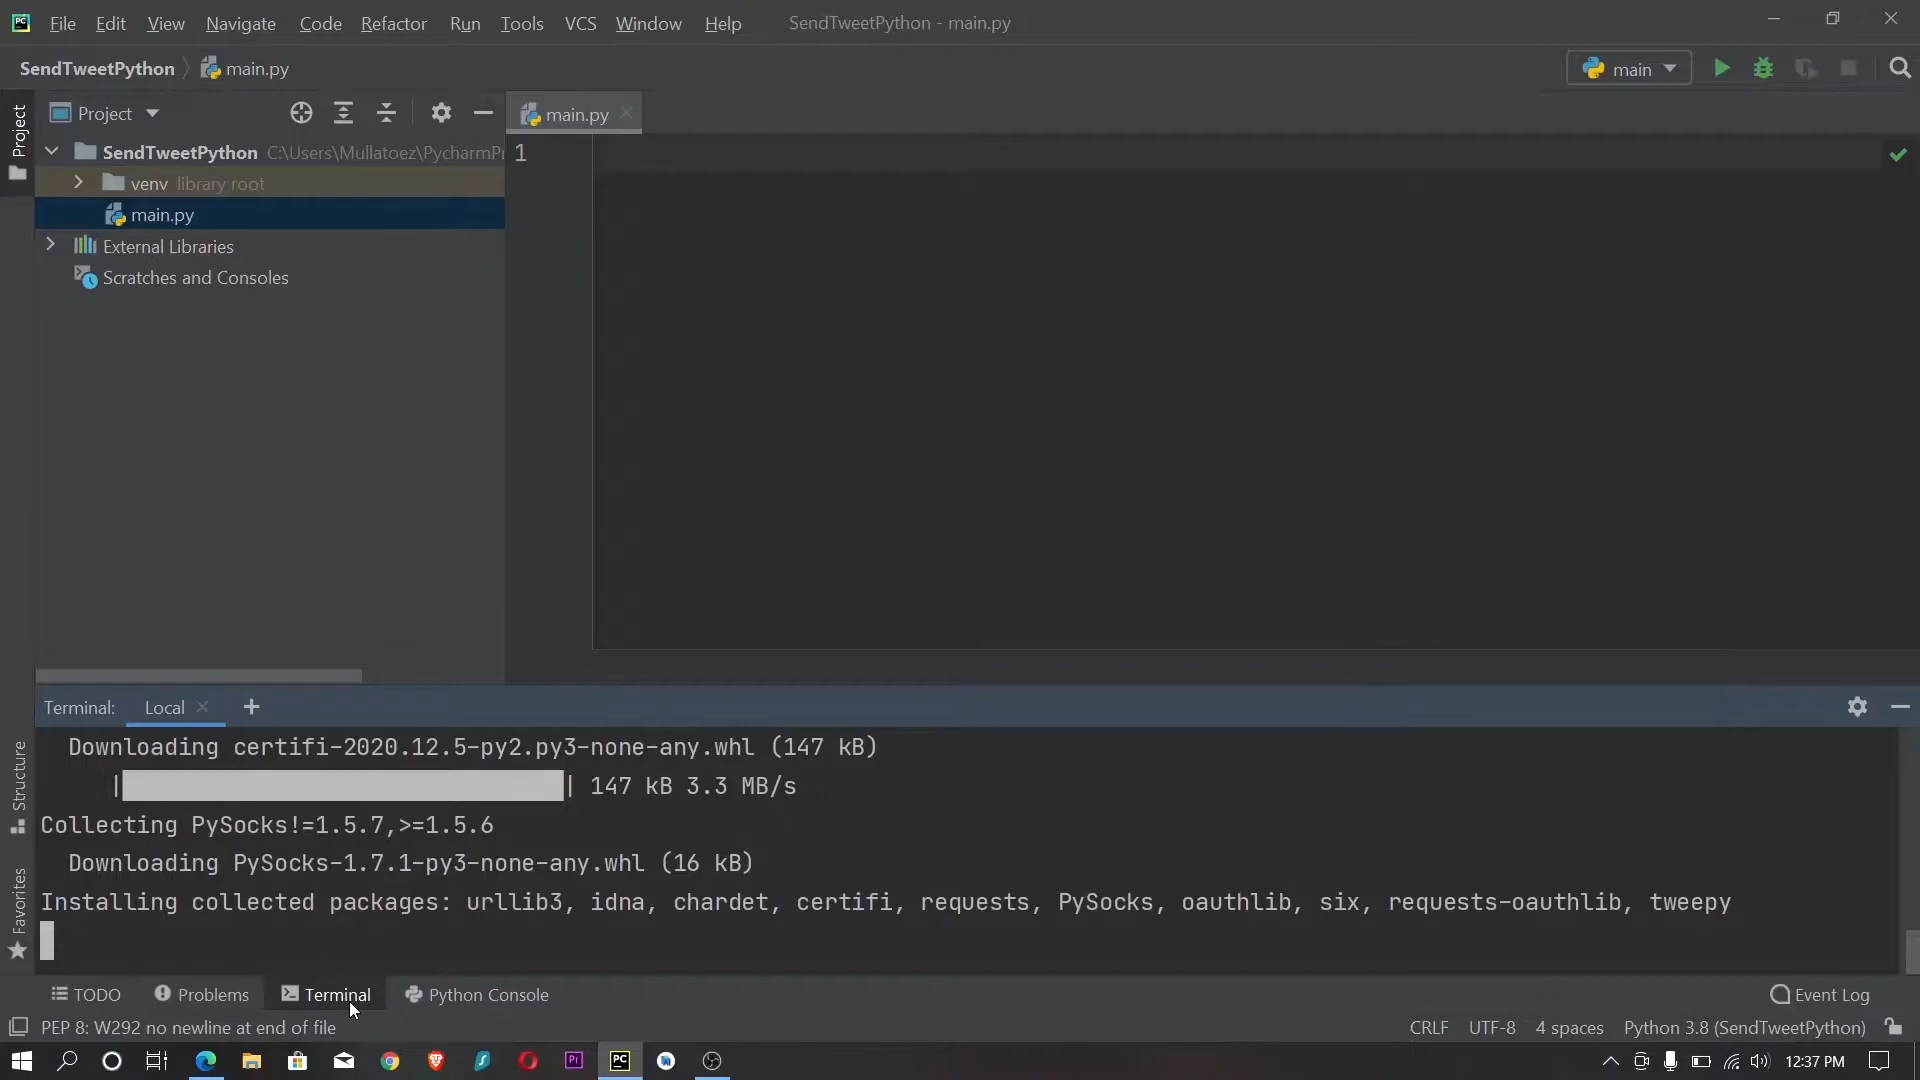 File Edit View Navigate Code Refactor Run Tools VCS Window Help SendTweetPython - main.py
SendTweetPython main.py main
Project
Project
main.py
SendTweetPython C:\Users\Mullatoez\PycharmPr
1
venv library root
main.py
External Libraries
Scratches and Consoles
Terminal: Local
Downloading certifi-2020.12.5-py2.py3-none-any.whl (147 kB)
| | 147 kB 3.3 MB/s
Collecting PySocks!=1.5.7,>=1.5.6
Downloading PySocks-1.7.1-py3-none-any.whl (16 kB)
Installing collected packages: urllib3, idna, chardet, certifi, requests, PySocks, oauthlib, six, requests-oauthlib, tweepy
Structure
Favorites
TODO Problems Terminal Python Console Event Log
PEP 8: W292 no newline at end of file CRLF UTF-8 4 spaces Python 3.8 (SendTweetPython)
Pr PC 12:37 PM